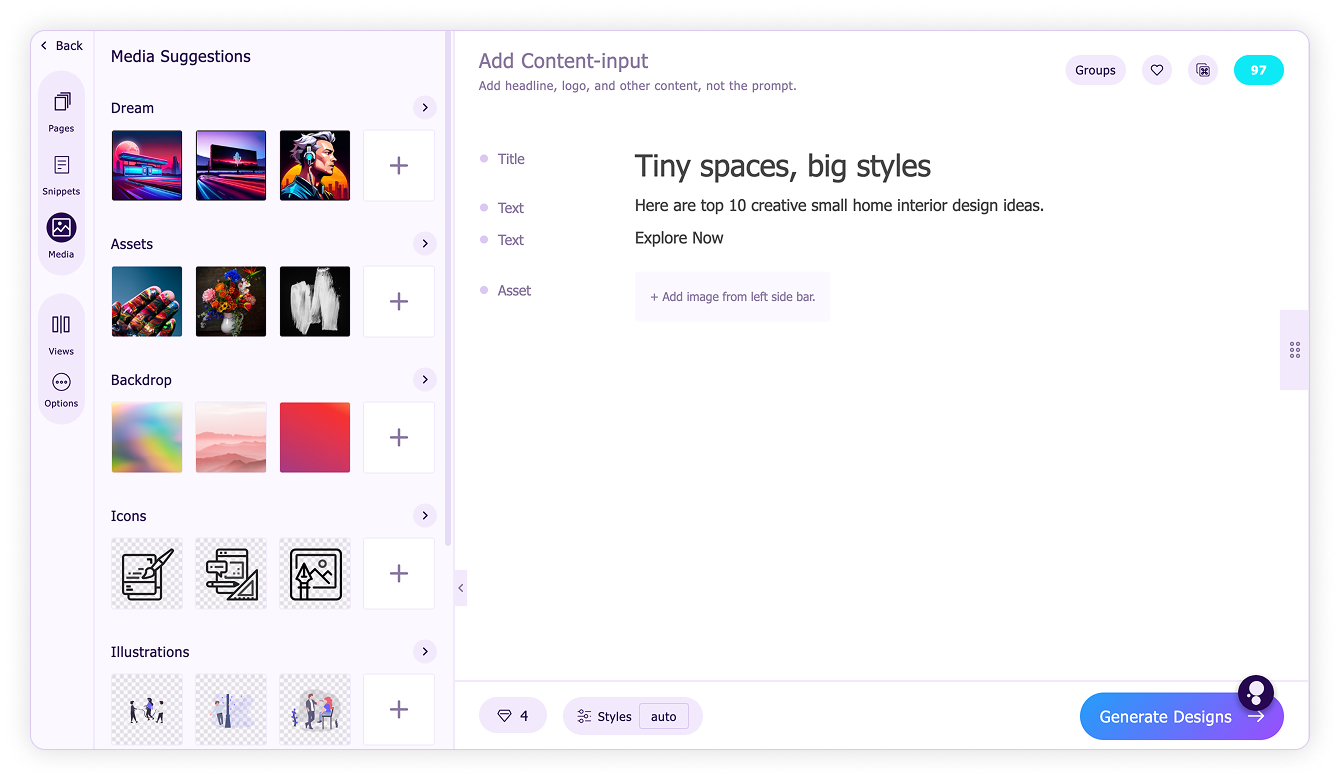 Back
Pages
Snippets
Media
Views
Options
Media Suggestions
Dream
Assets
Backdrop
Icons
Illustrations
Add Content-input
Add headline, logo, and other content, not the prompt.
Groups
97
Title
Tiny spaces, big styles
Text
Here are top 10 creative small home interior design ideas.
Text
Explore Now
Asset
+ Add image from left side bar.
4
Styles
auto
Generate Designs